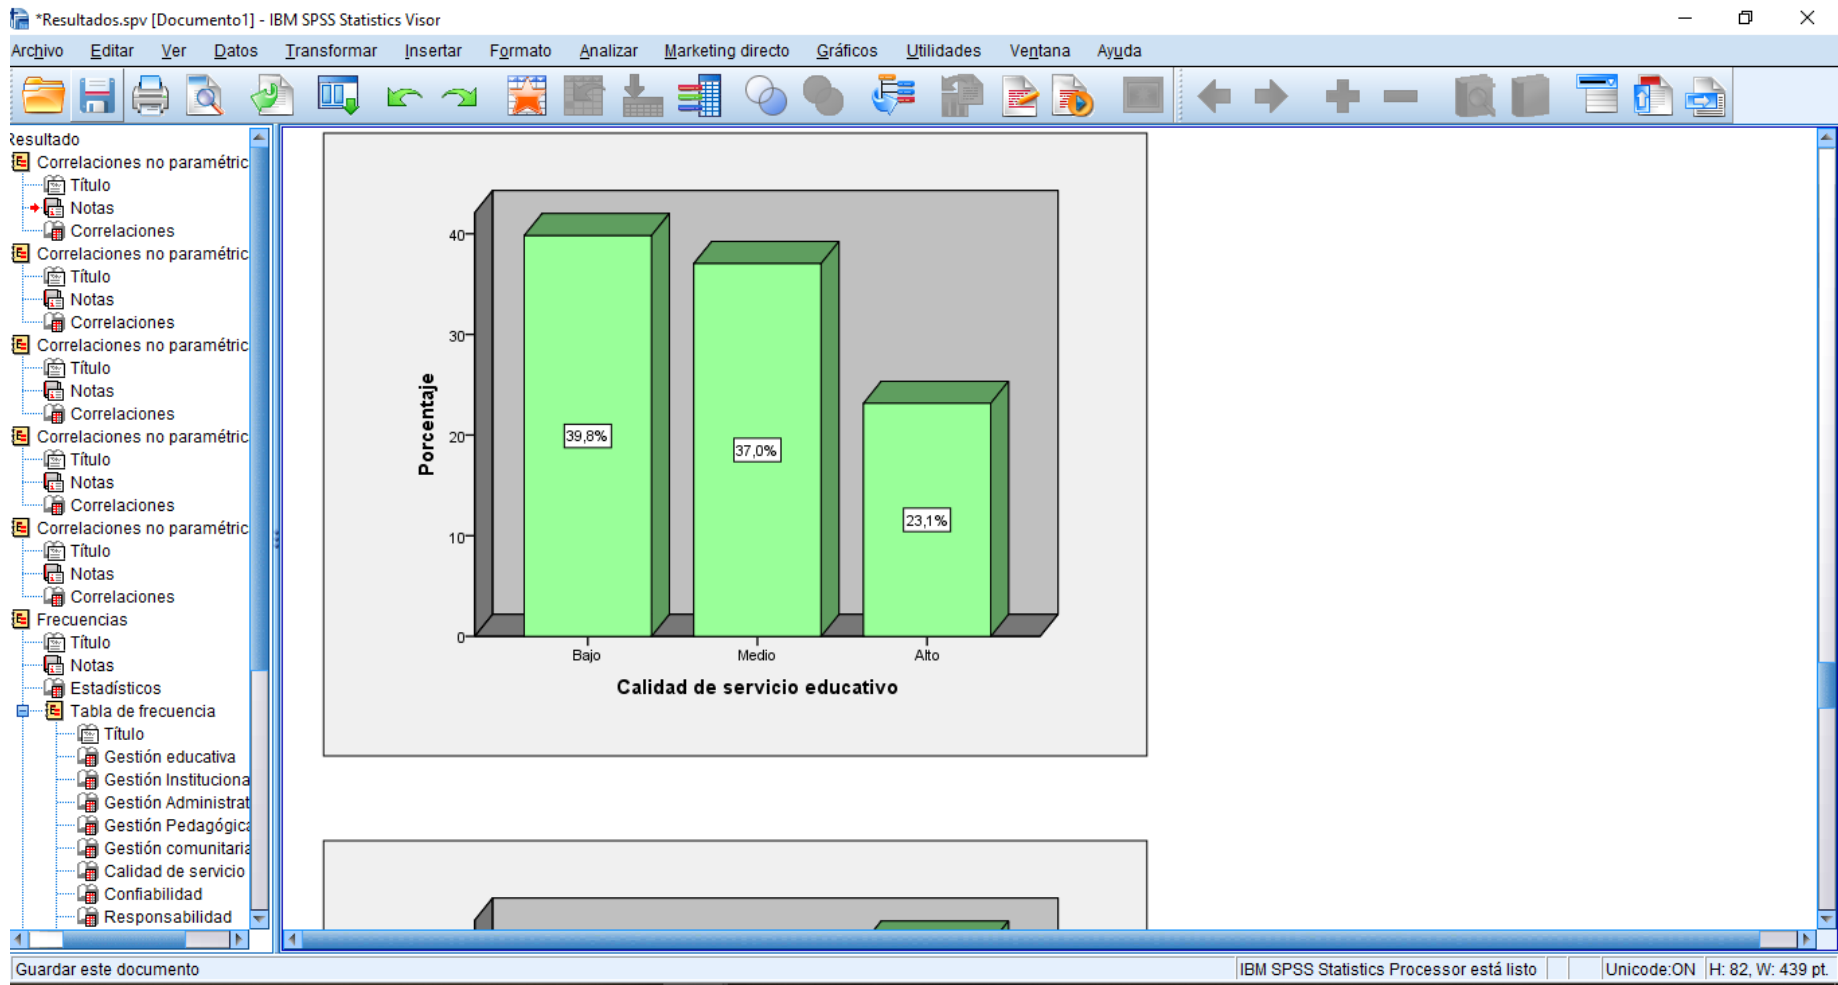 *Resultados.spv [Documento1] - IBM SPSS Statistics Visor
Archivo Editar Ver Datos Transformar Insertar Formato Analizar Marketing directo Gráficos Utilidades Ventana Ayuda
Resultado
Correlaciones no paramétric
Título
Notas
Correlaciones
Correlaciones no paramétric
Título
Notas
Correlaciones
Correlaciones no paramétric
Título
Notas
Correlaciones
Correlaciones no paramétric
Título
Notas
Correlaciones
Correlaciones no paramétric
Título
Notas
Correlaciones
Frecuencias
Título
Notas
Estadísticos
Tabla de frecuencia
Título
Gestión educativa
Gestión Instituciona
Gestión Administrat
Gestión Pedagógica
Gestión comunitaria
Calidad de servicio
Confiabilidad
Responsabilidad
Porcentaje
40
30
20
10
0
39,8%
37,0%
23,1%
Bajo Medio Alto
Calidad de servicio educativo
Guardar este documento
IBM SPSS Statistics Processor está listo Unicode:ON H: 82, W: 439 pt.